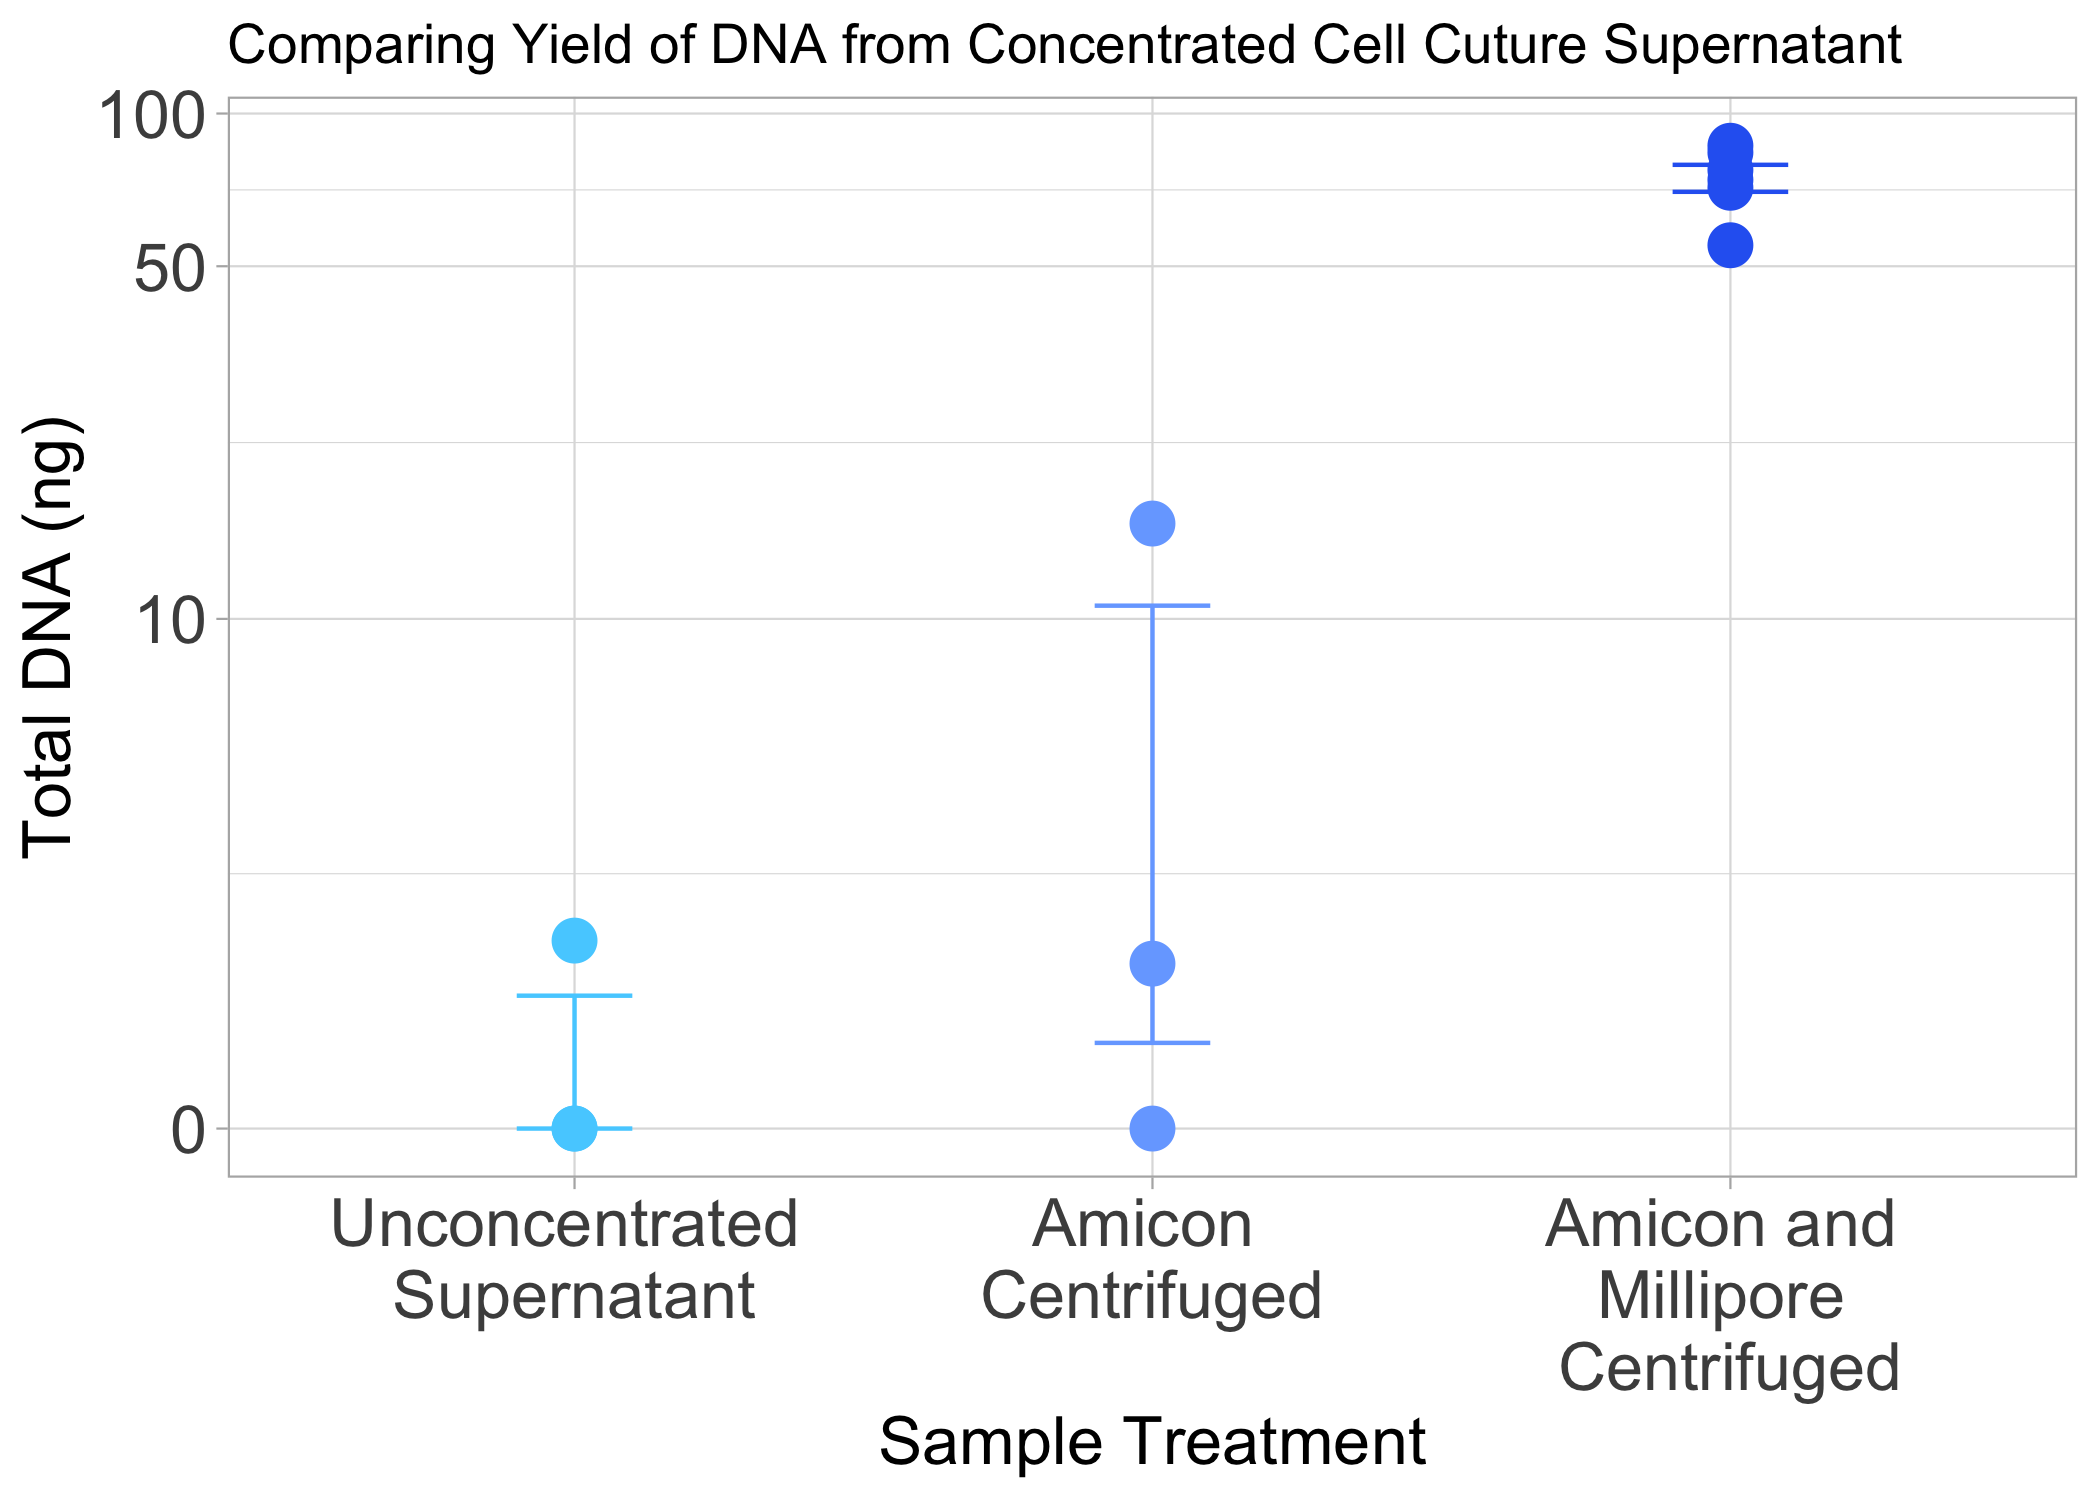 Comparing Yield of DNA from Concentrated Cell Cuture Supernatant
100
50
10
0
Total DNA (ng)
Unconcentrated
Supernatant
Amicon
Centrifuged
Amicon and
Millipore
Centrifuged
Sample Treatment